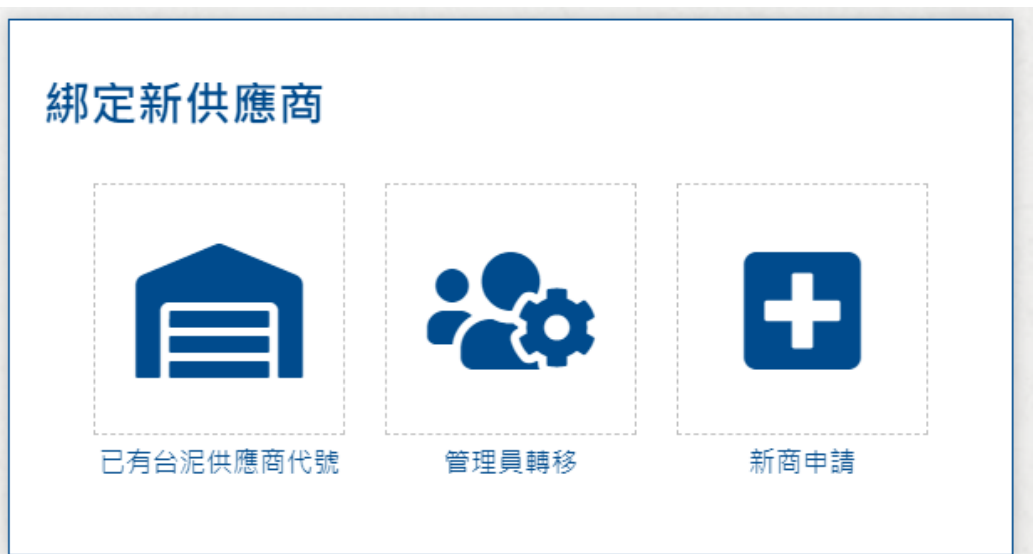 綁定新供應商
已有台泥供應商代號
管理員轉移
新商申請